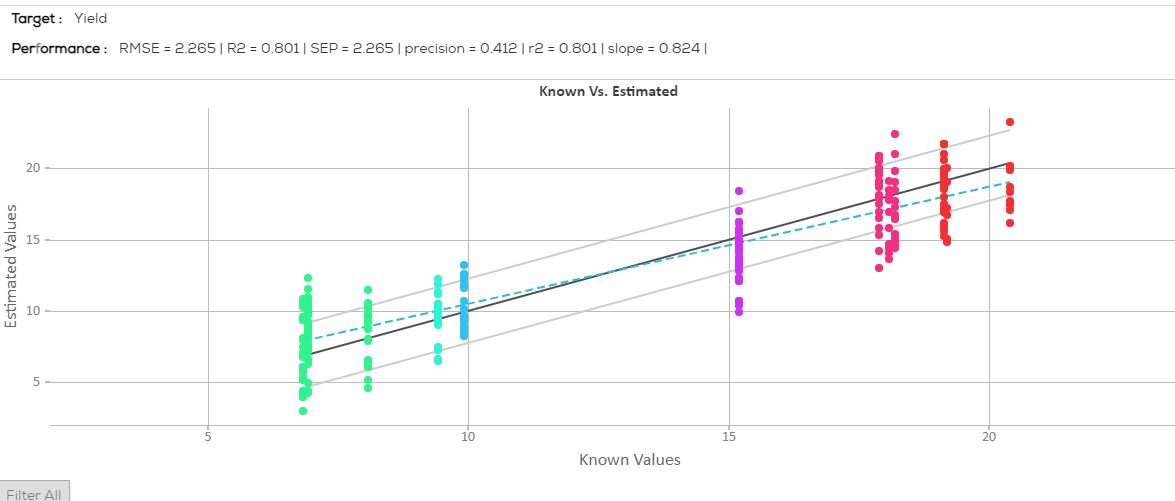 Target : Yield
Performance : RMSE = 2.265 | R2 = 0.801 | SEP = 2.265 | precision = 0.412 | r2 = 0.801 | slope = 0.824 |
Known Vs. Estimated
Estimated Values
20
15
10
5
5 10 15 20
Known Values
Filter All